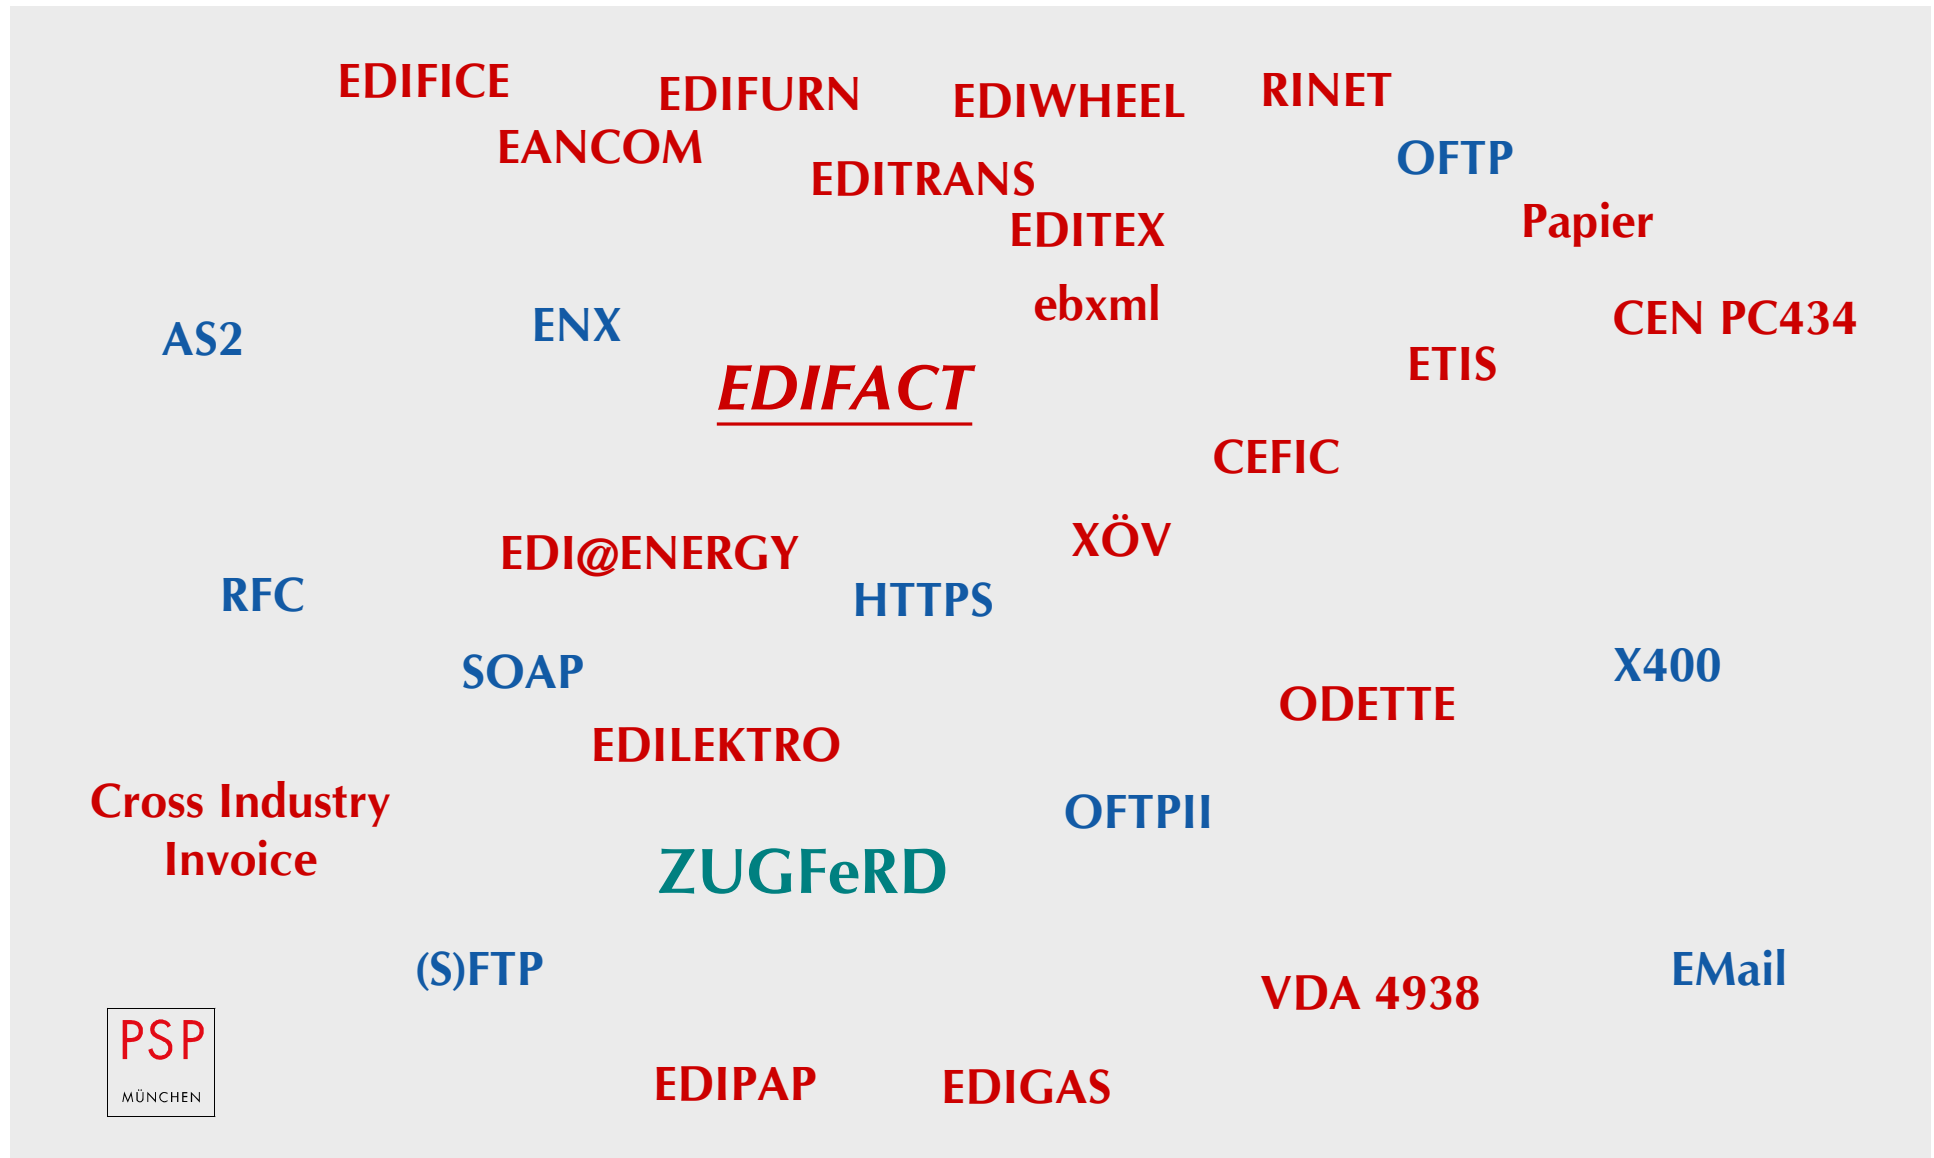 EDIFICE
EDIFURN
EDIWHEEL
RINET
EANCOM
EDITRANS
OFTP
EDITEX
Papier
ebxml
CEN PC434
AS2
ENX
ETIS
EDIFACT
CEFIC
XÖV
EDI@ENERGY
RFC
HTTPS
SOAP
X400
ODETTE
EDILEKTRO
Cross Industry
Invoice
OFTPII
ZUGFeRD
(S)FTP
VDA 4938
EMail
PSP
MÜNCHEN
EDIPAP
EDIGAS